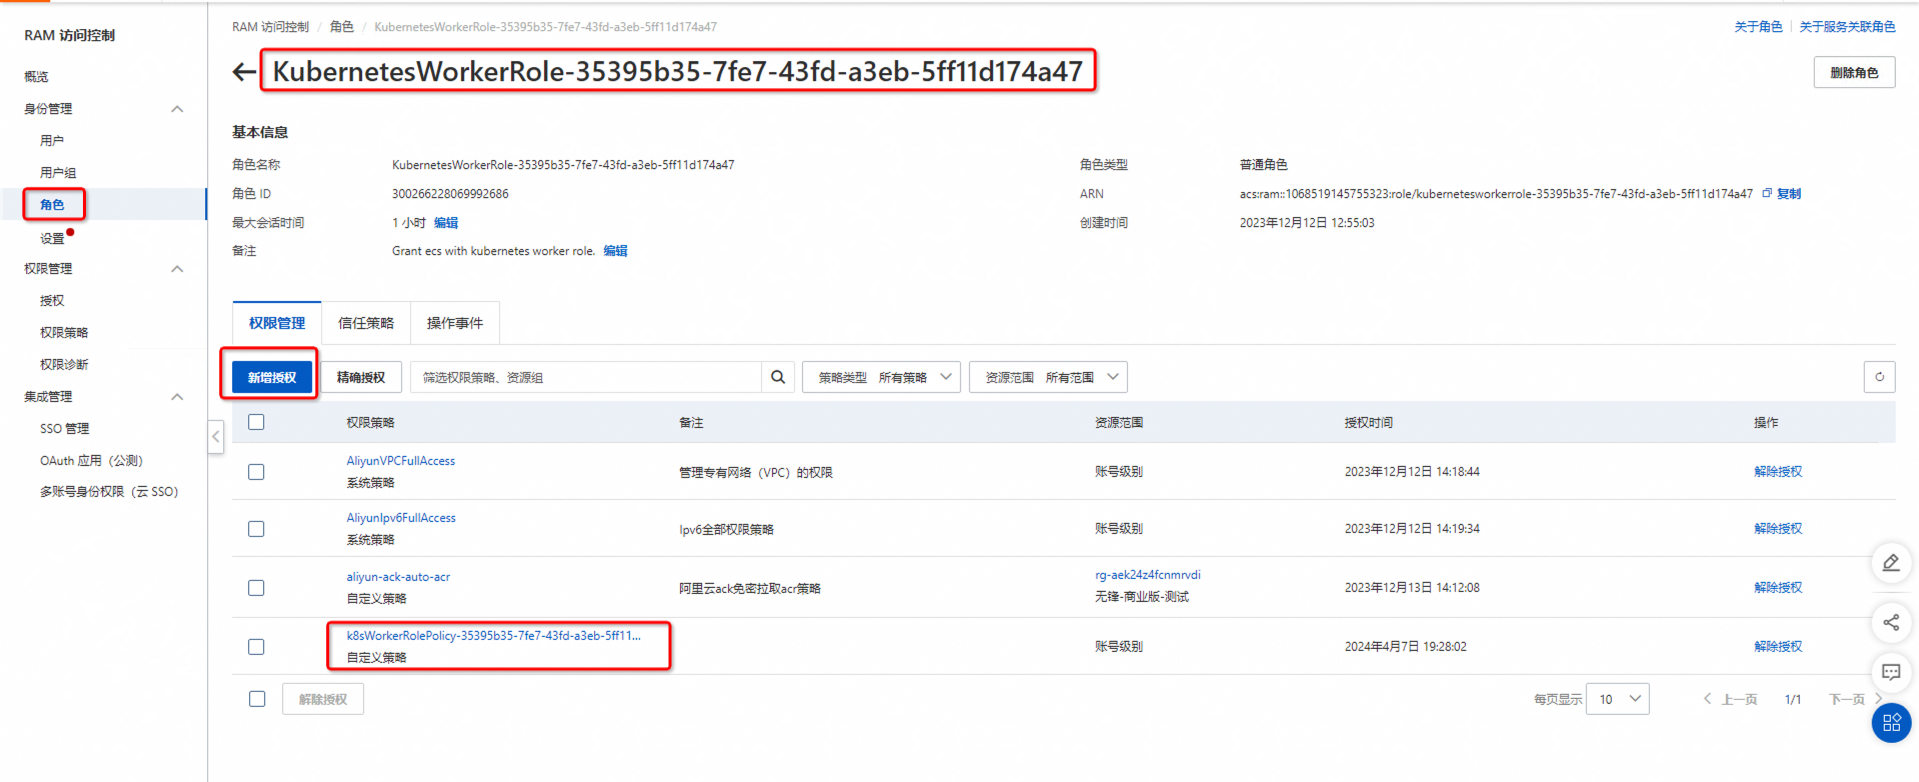 RAM 访问控制
概览
身份管理
用户
用户组
角色
设置
权限管理
授权
权限策略
权限诊断
集成管理
SSO 管理
OAuth 应用（公测）
多账号身份权限（云 SSO）
RAM 访问控制 / 角色 / KubernetesWorkerRole-35395b35-7fe7-43fd-a3eb-5ff11d174a47
关于角色 | 关于服务关联角色
KubernetesWorkerRole-35395b35-7fe7-43fd-a3eb-5ff11d174a47
删除角色
基本信息
角色名称 KubernetesWorkerRole-35395b35-7fe7-43fd-a3eb-5ff11d174a47 角色类型 普通角色
角色 ID 300266228069992686 ARN acs:ram::1068519145755323:role/kubernetesworkerrole-35395b35-7fe7-43fd-a3eb-5ff11d174a47 复制
最大会话时间 1 小时 编辑 创建时间 2023年12月12日 12:55:03
备注 Grant ecs with kubernetes worker role. 编辑
权限管理 信任策略 操作事件
新增授权 精确授权 筛选权限策略、资源组 策略类型 所有策略 资源范围 所有范围
权限策略 备注 资源范围 授权时间 操作
AliyunVPCFullAccess
系统策略 管理专有网络（VPC）的权限 账号级别 2023年12月12日 14:18:44 解除授权
AliyunIpv6FullAccess
系统策略 Ipv6全部权限策略 账号级别 2023年12月12日 14:19:34 解除授权
aliyun-ack-auto-acr rg-aek24z4fcnmrvdi
自定义策略 阿里云ack免密拉取acr策略 无锋-商业版-测试 2023年12月13日 14:12:08 解除授权
k8sWorkerRolePolicy-35395b35-7fe7-43fd-a3eb-5ff11...
自定义策略 账号级别 2024年4月7日 19:28:02 解除授权
解除授权 每页显示 10 上一页 1/1 下一页